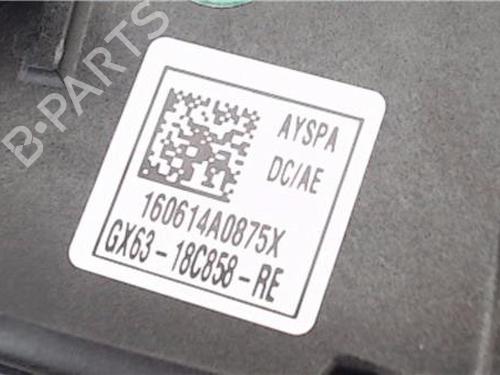 B-PARTS
AYSPA
DC/AE
160614A0875X
GX63-18C858-RE